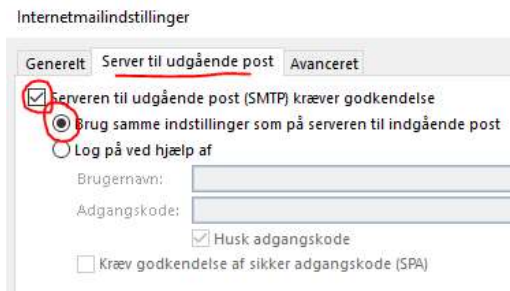 Internetmailindstillinger
Generelt Server til udgående post Avanceret
Serveren til udgående post (SMTP) kræver godkendelse
Brug samme indstillinger som på serveren til indgående post
Log på ved hjælp af
Brugernavn:
Adgangskode:
Husk adgangskode
Kræv godkendelse af sikker adgangskode (SPA)